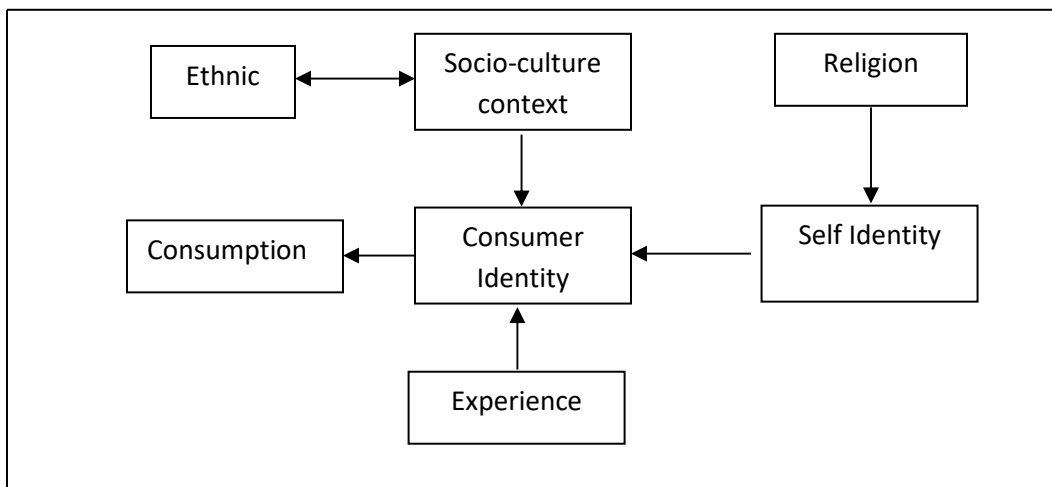 Ethnic
Socio-culture
context
Religion
Consumption
Consumer
Identity
Self Identity
Experience